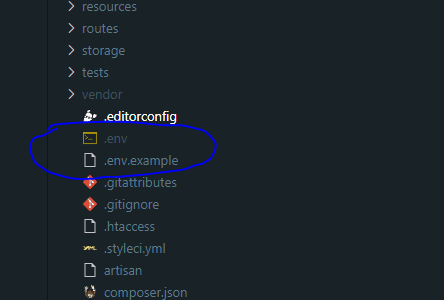 resources
routes
storage
tests
vendor
.editorconfig
.env
.env.example
.gitattributes
.gitignore
.htaccess
.styleci.yml
artisan
composer.json